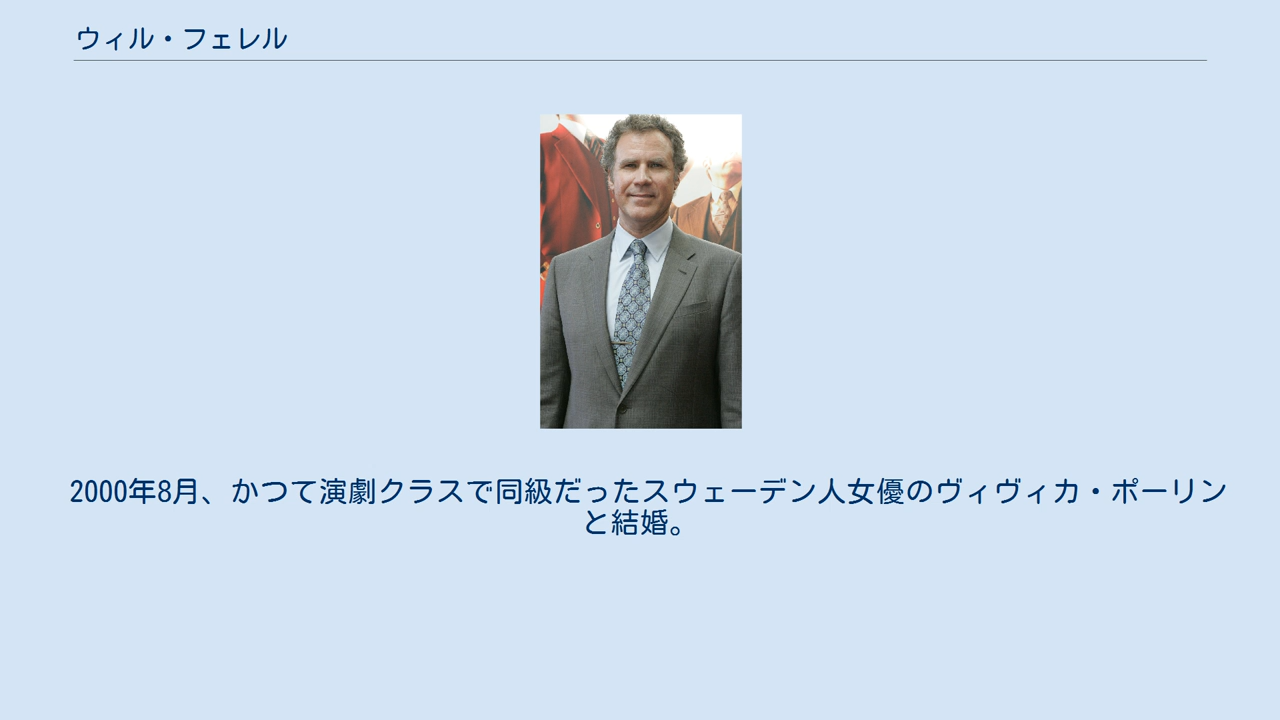 ウィル・フェレル
2000年8月、かつて演劇クラスで同級だったスウェーデン人女優のヴィヴィカ・ポーリン
と結婚。